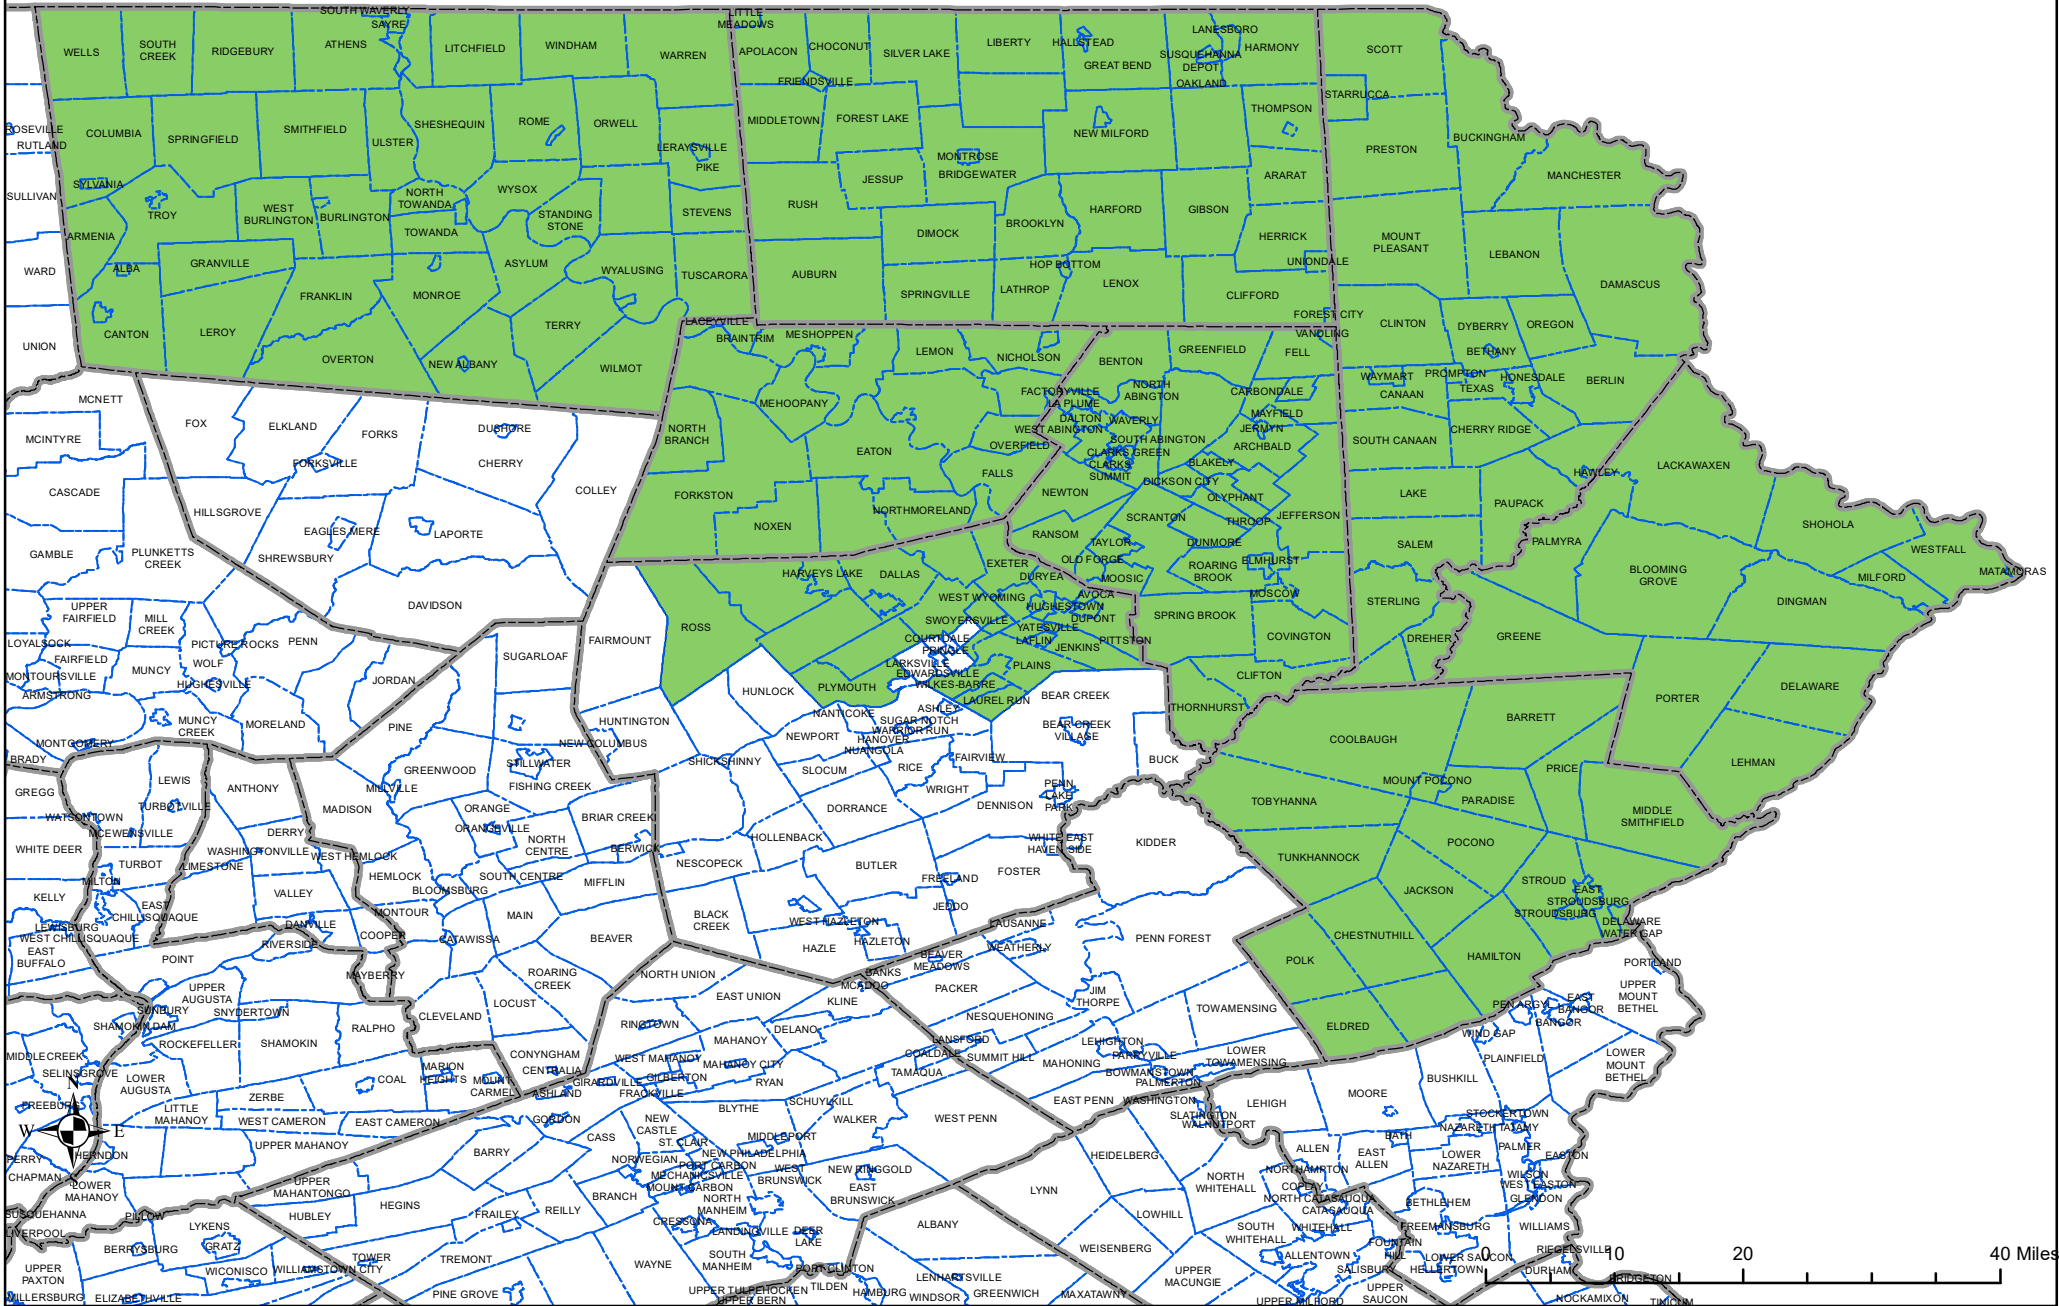 SOUTH WAVERLY
SAYRE
WELLS
SOUTH
CREEK
RIDGEBURY
ATHENS
LITCHFIELD
WINDHAM
WARREN
LITTLE
MEADOWS
APOLACON
CHOCONUT
SILVER LAKE
FRIENDSVILLE
LIBERTY
HALLSTEAD
GREAT BEND
LANESBORO
SUSQUEHANNA
DEPOT
HARMONY
OAKLAND
SCOTT
STARRUCCA
ROSEVILLE
RUTLAND
COLUMBIA
SPRINGFIELD
SMITHFIELD
ULSTER
SHESHEQUIN
ROME
ORWELL
LERAYSVILLE
PIKE
MIDDLETOWN
FOREST LAKE
MONTROSE
BRIDGEWATER
NEW MILFORD
THOMPSON
PRESTON
BUCKINGHAM
MANCHESTER
SULLIVAN
SYLVANIA
TROY
WEST
BURLINGTON
BURLINGTON
NORTH
TOWANDA
TOWANDA
WYSOX
STANDING
STONE
STEVENS
RUSH
JESSUP
DIMOCK
BROOKLYN
HARFORD
GIBSON
ARARAT
HERRICK
UNIONDALE
MOUNT
PLEASANT
LEBANON
DAMASCUS
ARMENIA
WARD
ALBA
GRANVILLE
FRANKLIN
MONROE
ASYLUM
WYALUSING
TUSCARORA
AUBURN
SPRINGVILLE
HOP BOTTOM
LATHROP
LENOX
CLIFFORD
FOREST CITY
VANDLING
CLINTON
DYBERRY
OREGON
BETHANY
UNION
CANTON
LEROY
OVERTON
NEW ALBANY
TERRY
WILMOT
LACEYVILLE
BRAINTRIM
MESHOPPEN
LEMON
NICHOLSON
BENTON
GREENFIELD
FELL
WAYMART
CANAAN
PROMPTON
TEXAS
HONESDALE
BERLIN
MCNETT
FOX
ELKLAND
FORKS
DUSHORE
CHERRY
FORKSVILLE
COLLEY
NORTH
BRANCH
MEHOOPANY
EATON
FACTORYVILLE
LA PLUME
DALTON
WEST ABINGTON
OVERFIELD
NORTH
ABINGTON
WAVERLY
SOUTH ABINGTON
CLARKS GREEN
CLARKS
SUMMIT
CARBONDALE
MAYFIELD
JERMYN
ARCHBALD
BLAKELY
DICKSON CITY
OLYPHANT
THROOP
JEFFERSON
SOUTH CANAAN
CHERRY RIDGE
HAWLEY
LACKAWAXEN
MCINTYRE
CASCADE
HILLSGROVE
EAGLES MERE
LAPORTE
SHREWSBURY
FORKSTON
NOXEN
NORTHMORELAND
FALLS
NEWTON
RANSOM
SCRANTON
TAYLOR
OLD FORGE
MOOSIC
DUNMORE
ROARING
BROOK
ELMHURST
MOSCOW
LAKE
PAUPACK
SALEM
PALMYRA
SHOHOLA
WESTFALL
MILFORD
MATAMORAS
GAMBLE
PLUNKETTS
CREEK
DAVIDSON
HARVEYS LAKE
DALLAS
EXETER
DURYEA
AVOCA
HUGHESTOWN
DUPONT
WEST WYOMING
SWOYERSVILLE
YATESVILLE
LAFLIN
PITTSTON
JENKINS
SPRING BROOK
COVINGTON
STERLING
DREHER
GREENE
BLOOMING
GROVE
DINGMAN
UPPER
FAIRFIELD
MILL
CREEK
LOYALSOCK
FAIRFIELD
MONTOURSVILLE
ARMSTRONG
MUNCY
PICTURE ROCKS
WOLF
HUGHESVILLE
PENN
JORDAN
SUGARLOAF
FAIRMOUNT
ROSS
COURTDALE
PRINGLE
LARKSVILLE
EDWARDSVILLE
WILKES-BARRE
PLAINS
PLYMOUTH
LAUREL RUN
BEAR CREEK
CLIFTON
THORNHURST
PORTER
DELAWARE
MUNCY
CREEK
MORELAND
MONTGOMERY
BRADY
PINE
HUNTINGTON
NEW COLUMBUS
HUNLOCK
NANTICOKE
ASHLEY
SUGAR NOTCH
WARRIOR RUN
HANOVER
NUANGOLA
NEWPORT
BEAR CREEK
VILLAGE
BUCK
COOLBAUGH
BARRETT
LEHMAN
GREGG
LEWIS
TURBOTVILLE
ANTHONY
MADISON
GREENWOOD
MILLVILLE
STILLWATER
FISHING CREEK
SHICKSHINNY
SLOCUM
RICE
FAIRVIEW
WRIGHT
DENNISON
PENN
LAKE
PARK
MOUNT POCONO
PRICE
PARADISE
TOBYHANNA
MIDDLE
SMITHFIELD
WATSONTOWN
MCEWENSVILLE
WHITE DEER
DERRY
WASHINGTONVILLE
LIMESTONE
WEST HEMLOCK
HEMLOCK
ORANGE
ORANGEVILLE
NORTH
CENTRE
BRIAR CREEK
BERWICK
DORRANCE
HOLLENBACK
NESCOPECK
BUTLER
WHITE
HAVEN
EAST
SIDE
KIDDER
TUNKHANNOCK
POCONO
TURBOT
MILTON
KELLY
VALLEY
BLOOMSBURG
SOUTH CENTRE
MIFFLIN
FREELAND
FOSTER
JEDDO
JACKSON
STROUD
EAST
STROUDSBURG
STROUDSBURG
DELAWARE
WATER GAP
EAST
CHILLISQUAQUE
LEWISBURG
WEST CHILLISQUAQUE
EAST
BUFFALO
DANVILLE
RIVERSIDE
MONTOUR
COOPER
MAIN
CATAWISSA
BEAVER
BLACK
CREEK
WEST HAZLETON
HAZLE
HAZLETON
LAUSANNE
WEATHERLY
BEAVER
MEADOWS
PENN FOREST
CHESTNUTHILL
POLK
HAMILTON
PORTLAND
POINT
MAYBERRY
ROARING
CREEK
NORTH UNION
BANKS
MCADOO
KLINE
PACKER
JIM
THORPE
UPPER
AUGUSTA
SNYDERTOWN
SUNBURY
SHAMOKIN DAM
RALPHO
CLEVELAND
LOCUST
EAST UNION
RINGTOWN
DELANO
NESQUEHONING
TOWAMENSING
ELDRED
PEN ARGYL
EAST
BANGOR
BANGOR
UPPER
MOUNT
BETHEL
WIND GAP
ROCKEFELLER
SHAMOKIN
MIDDLECREEK
SELINSGROVE
CONYNGHAM
CENTRALIA
WEST MAHANOY
MAHANOY
MAHANOY CITY
LANSFORD
COALDALE
SUMMIT HILL
TAMAQUA
MAHONING
LEHIGHTON
PARRYVILLE
BOWMANSTOWN
PALMERTON
LOWER
TOWAMENSING
PLAINFIELD
LOWER
MOUNT
BETHEL
BUSHKILL
N
W
E
FREEBURG
LOWER
AUGUSTA
COAL
MARION
HEIGHTS
MOUNT
CARMEL
ASHLAND
GIRARDVILLE
GILBERTON
FRACKVILLE
RYAN
ZERBE
LITTLE
MAHANOY
WEST CAMERON
EAST CAMERON
GORDON
BLYTHE
SCHUYLKILL
WALKER
WEST PENN
EAST PENN
WASHINGTON
SLATINGTON
WALNUTPORT
LEHIGH
MOORE
STOCKERTOWN
NAZARETH
TATAMY
BATH
UPPER MAHANOY
HERNDON
PERRY
CHAPMAN
LOWER
MAHANOY
CASS
NEW
CASTLE
ST. CLAIR
MIDDLEPORT
NEW PHILADELPHIA
NORWEGIAN
PORT CARBON
MECHANICSVILLE
MOUNT CARBON
BARRY
WEST
BRUNSWICK
NEW RINGGOLD
EAST
BRUNSWICK
HEIDELBERG
ALLEN
EAST
ALLEN
LOWER
NAZARETH
PALMER
EASTON
WILSON
WEST EASTON
GLENDON
NORTHAMPTON
COPLAY
NORTH CATASAUQUA
CATASAUQUA
UPPER
MAHANTONGO
HUBLEY
HEGINS
BRANCH
FRAILEY
REILLY
NORTH
MANHEIM
CRESSONA
LANDINGVILLE
DEER
LAKE
LYNN
NORTH
WHITEHALL
LOWHILL
BETHLEHEM
FREEMANSBURG
WILLIAMS
SUSQUEHANNA
LIVERPOOL
PILLOW
LYKENS
GRATZ
BERRYSBURG
WICONISCO
WILLIAMSTOWN
TOWER
CITY
TREMONT
WAYNE
SOUTH
MANHEIM
PORT CLINTON
ALBANY
WEISENBERG
SOUTH
WHITEHALL
WHITEHALL
ALLENTOWN
FOUNTAIN
HILL
SALISBURY
LOWER SAUCON
HELLERTOWN
RIEGELSVILLE
DURHAM
0 10 20 40 Miles
UPPER
PAXTON
MILLERSBURG
ELIZABETHVILLE
PINE GROVE
UPPER TULPEHOCKEN
UPPER BERN
TILDEN
HAMBURG
LENHARTSVILLE
WINDSOR
GREENWICH
MAXATAWNY
UPPER
MACUNGIE
UPPER MILFORD
UPPER
SAUCON
BRIDGETON
NOCKAMIXON
TINICUM